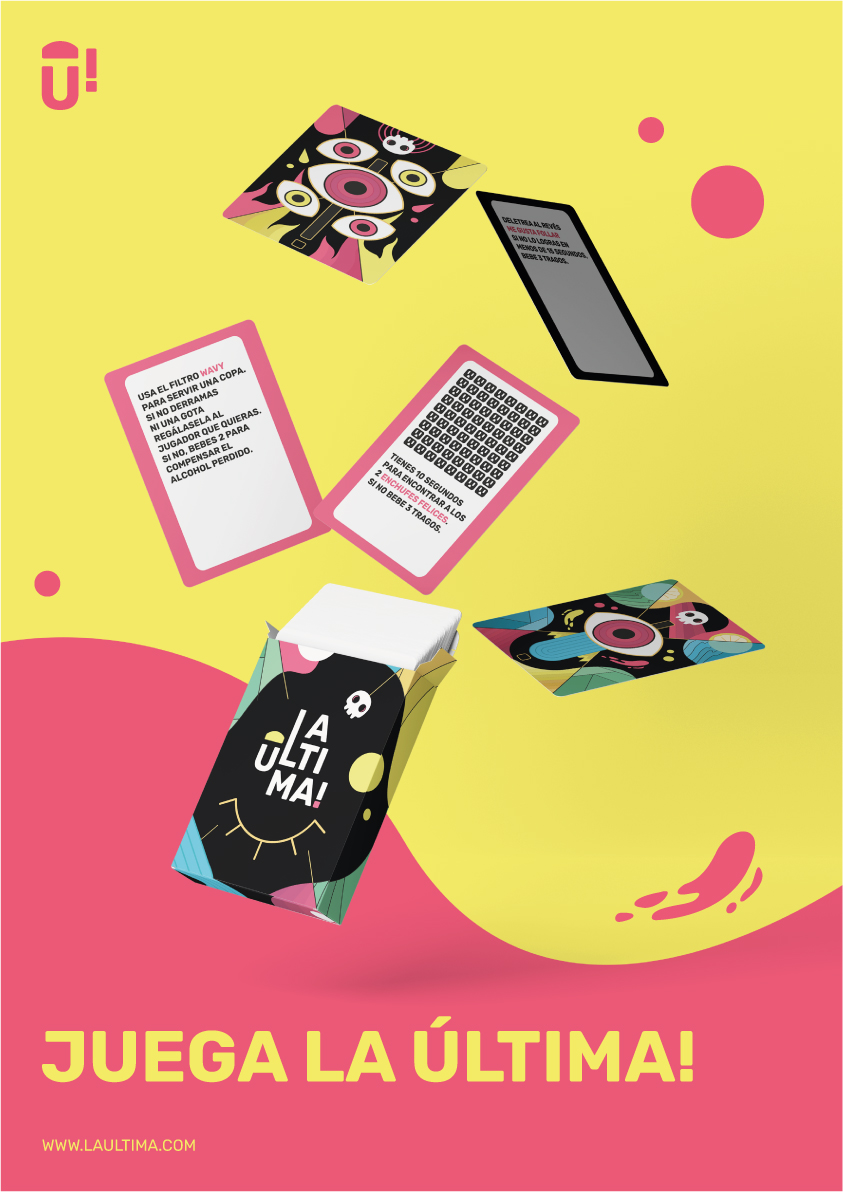 Ū!
DELETREA AL REVÉS
ME GUSTA FOLLAR
SI NO LO LOGRAS EN
MENOS DE 15 SEGUNDOS,
BEBE 3 TRAGOS.
USA EL FILTRO WAVY
PARA SERVIR UNA COPA.
SI NO DERRAMAS
NI UNA GOTA
REGÁLASELA AL
JUGADOR QUE QUIERAS.
SI NO, BEBES 2 PARA
COMPENSAR EL
ALCOHOL PERDIDO.
TIENES 10 SEGUNDOS
PARA ENCONTRAR A LOS
2 ENCHUFES FELICES.
SI NO BEBE 3 TRAGOS.
LA
ÚLTI
MA!
JUEGA LA ÚLTIMA!
WWW.LAULTIMA.COM